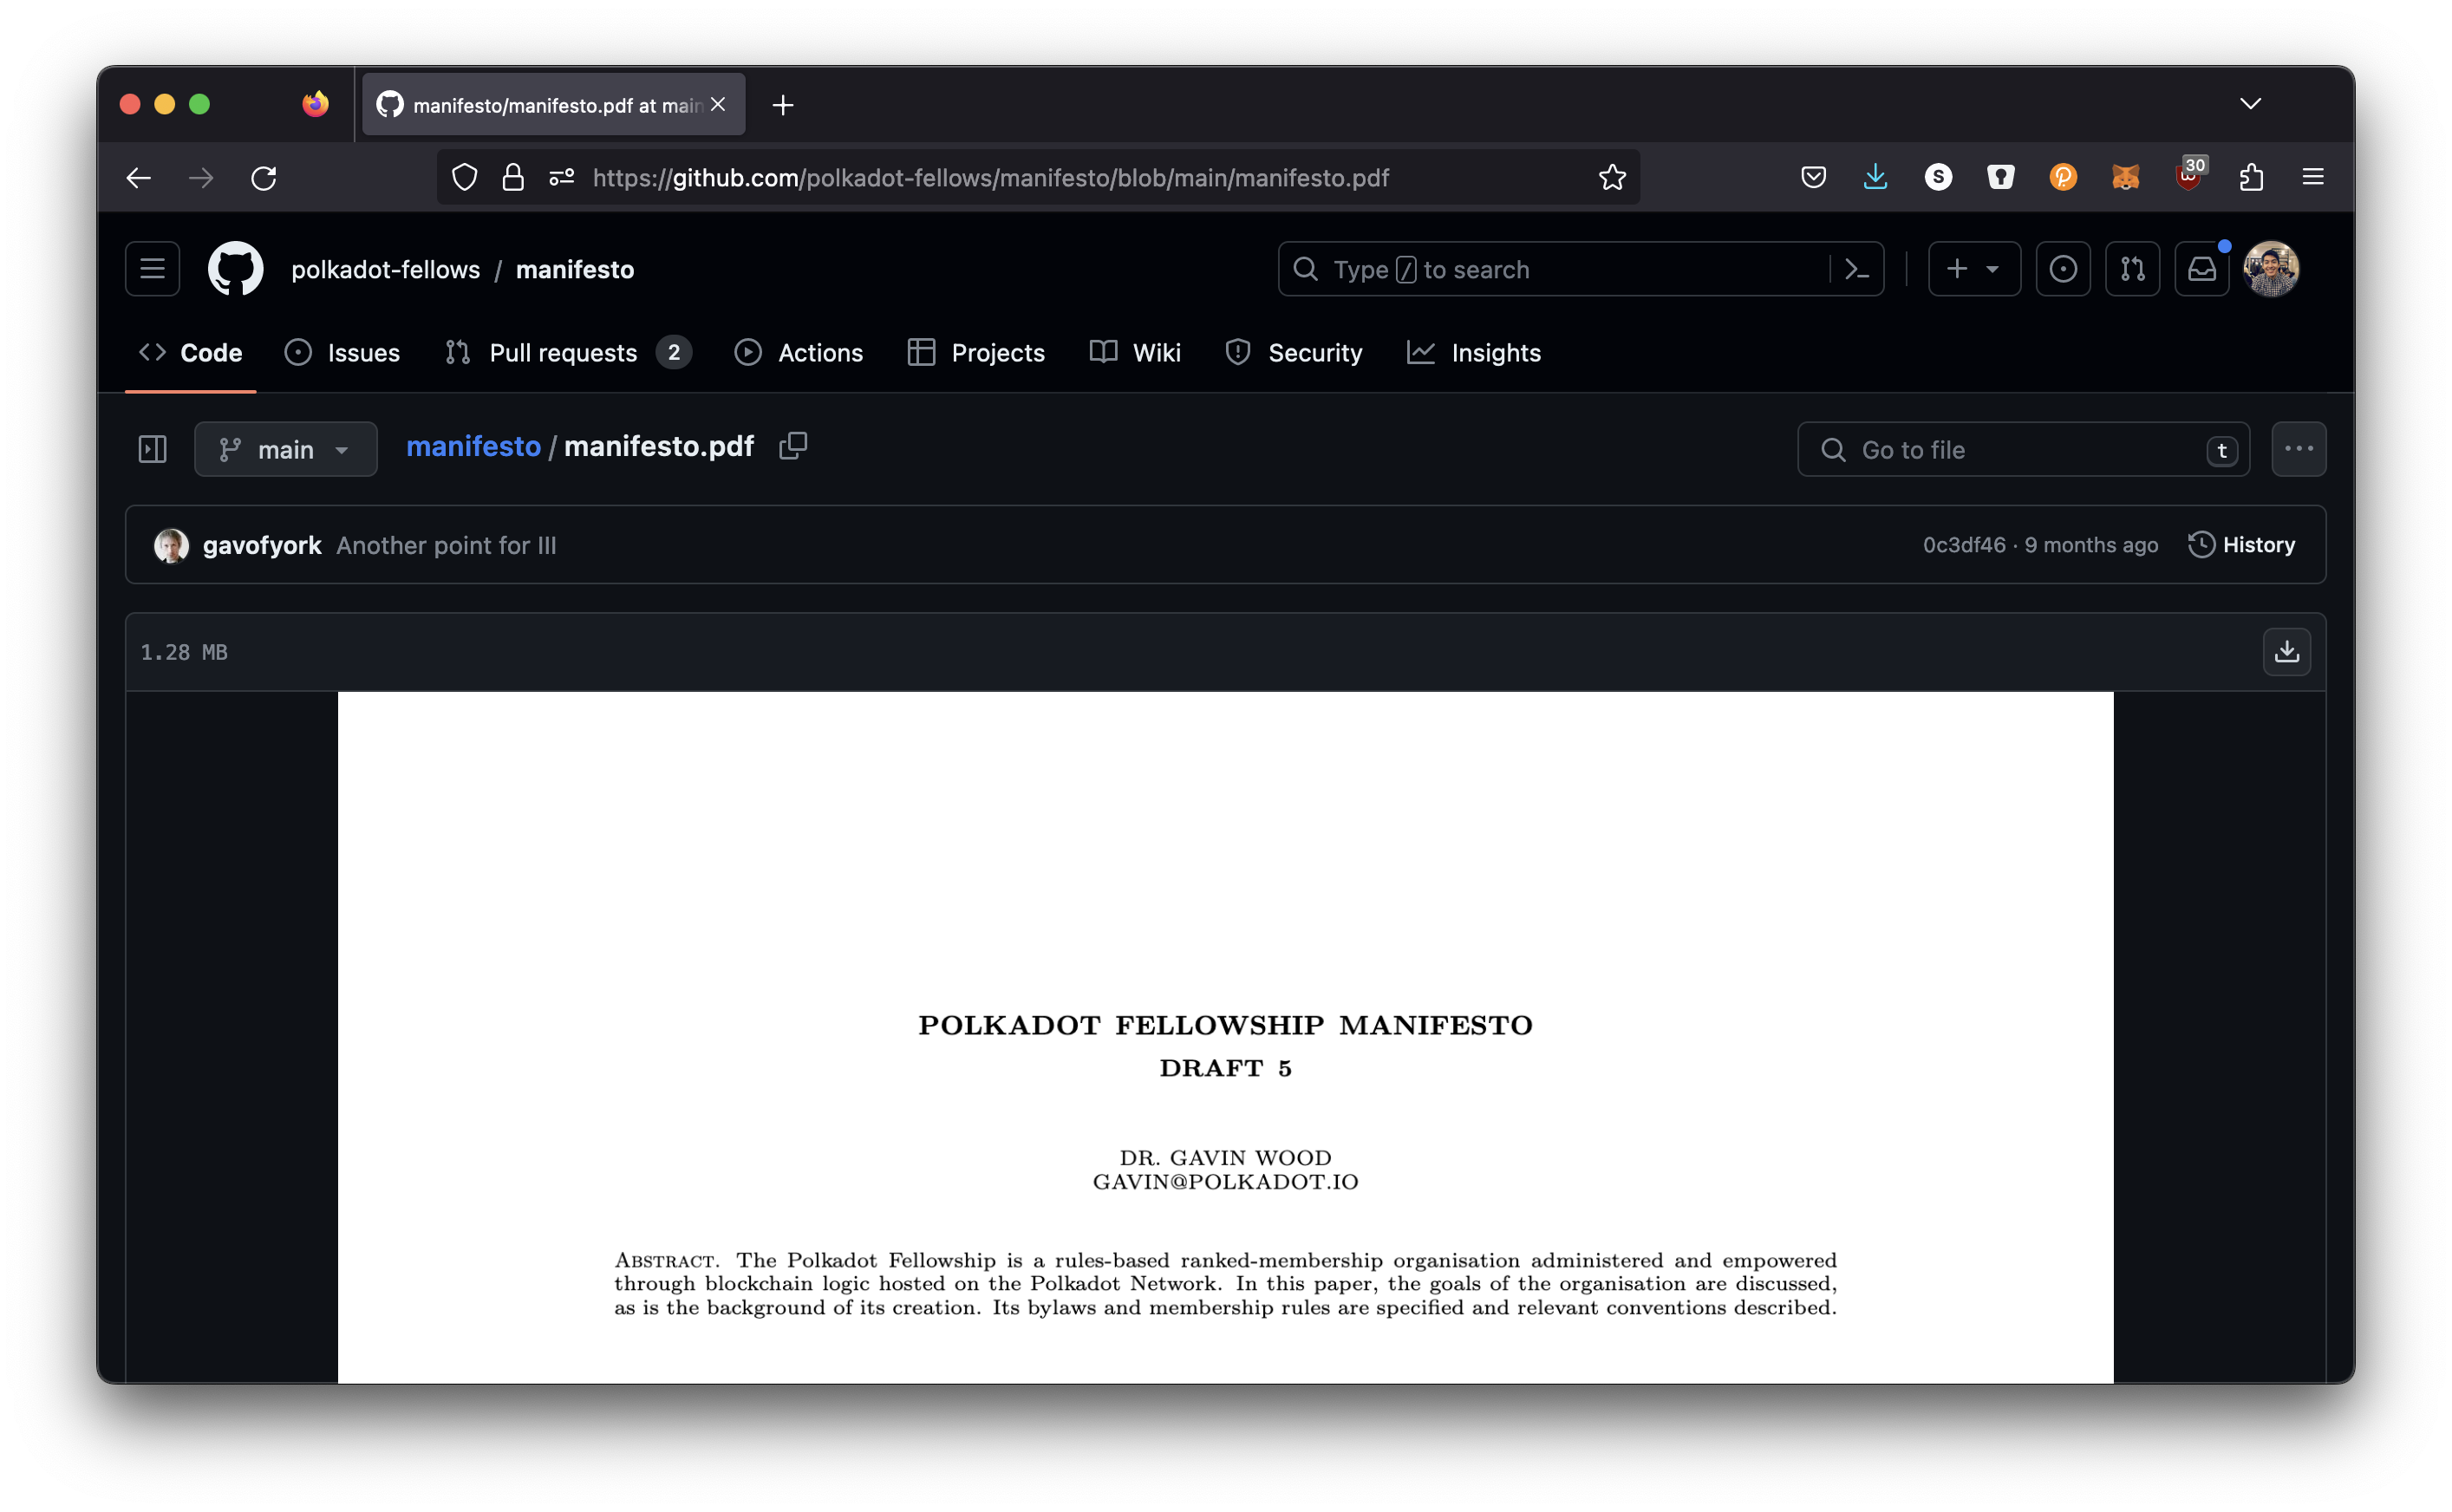 manifesto/manifesto.pdf at main
https://github.com/polkadot-fellows/manifesto/blob/main/manifesto.pdf
S
30
polkadot-fellows / manifesto
Type / to search
Code
Issues
Pull requests 2
Actions
Projects
Wiki
Security
Insights
main
manifesto / manifesto.pdf
Go to file
t
gavofyork Another point for III
0c3df46 · 9 months ago
History
1.28 MB
POLKADOT FELLOWSHIP MANIFESTO
DRAFT 5
DR. GAVIN WOOD
GAVIN@POLKADOT.IO
Abstract. The Polkadot Fellowship is a rules-based ranked-membership organisation administered and empowered
through blockchain logic hosted on the Polkadot Network. In this paper, the goals of the organisation are discussed,
as is the background of its creation. Its bylaws and membership rules are specified and relevant conventions described.